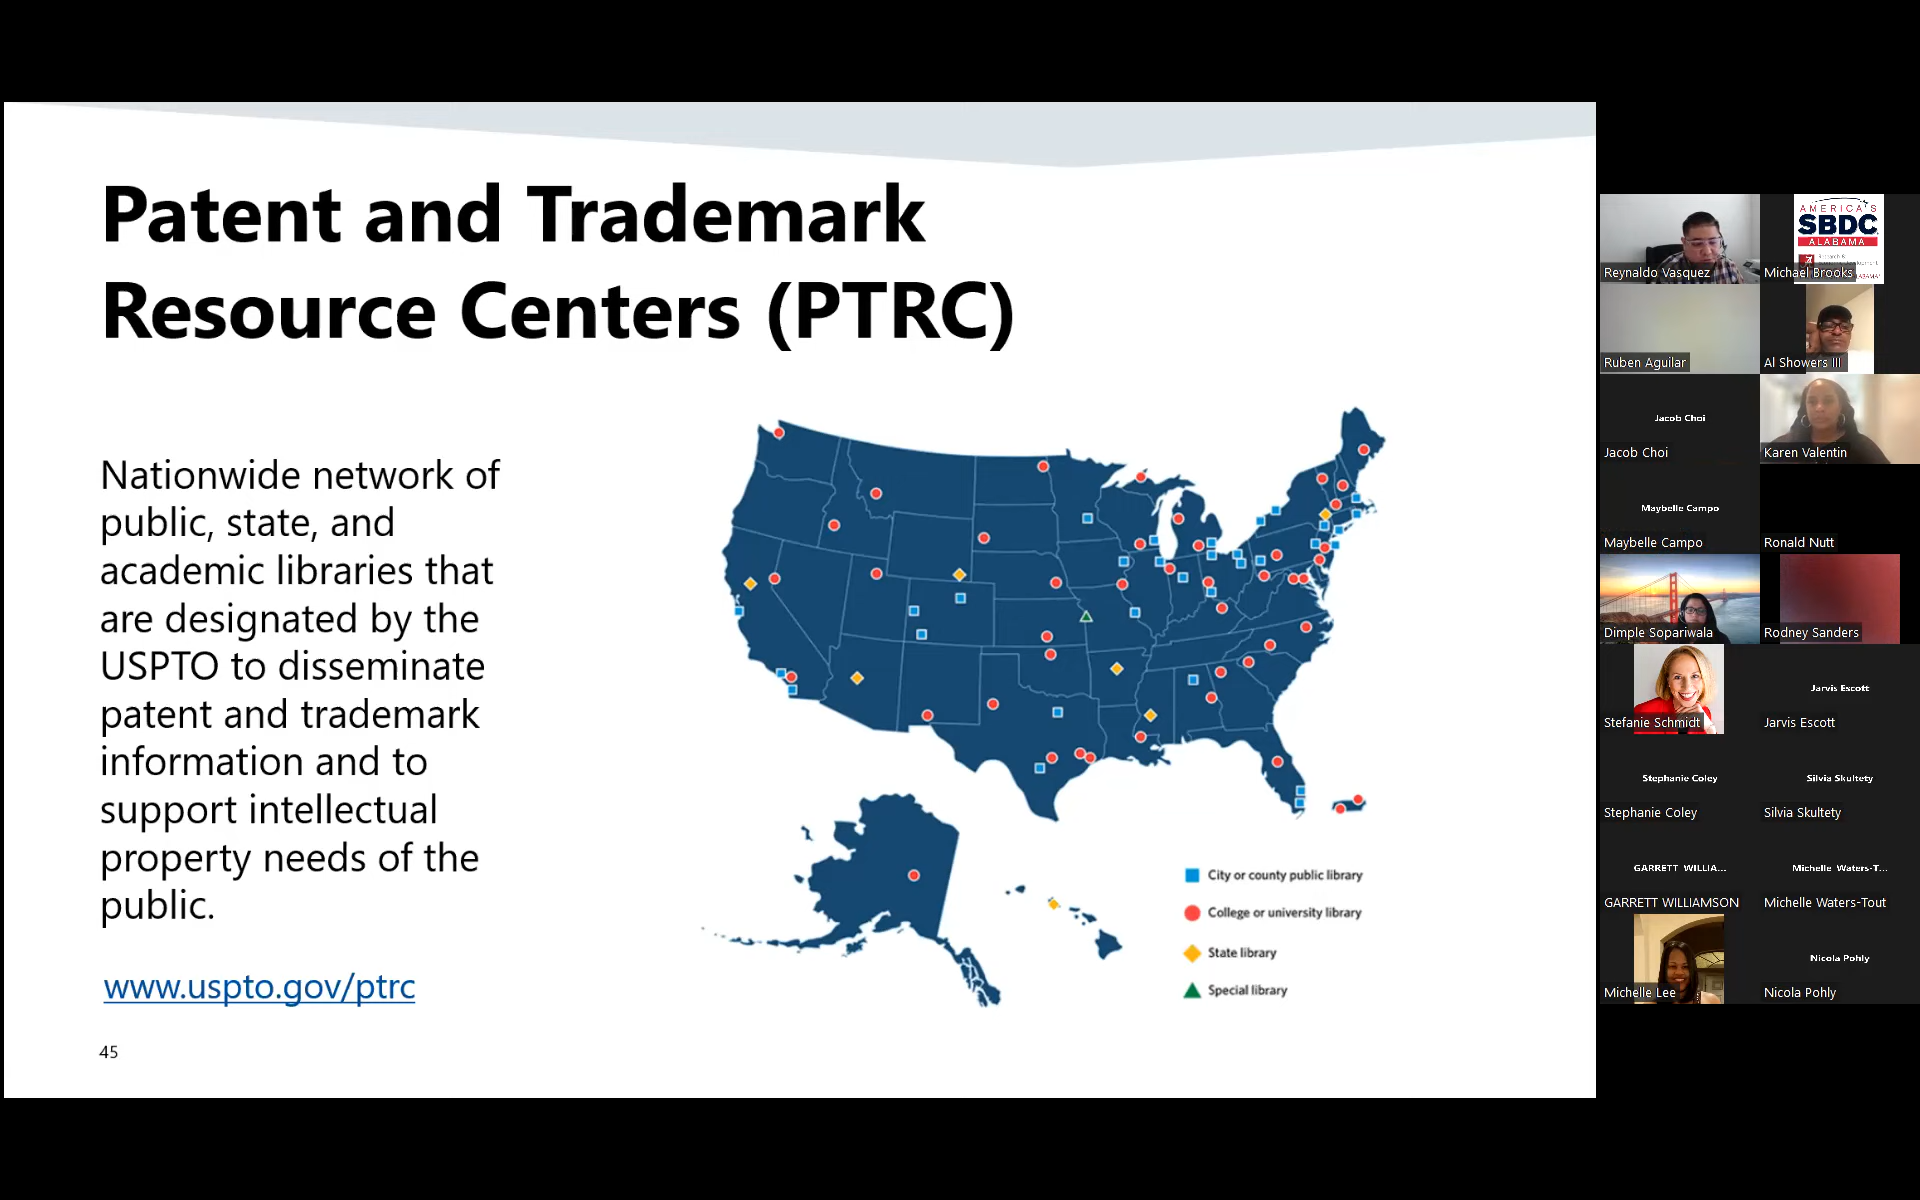 Patent and Trademark
Resource Centers (PTRC)
Nationwide network of
public, state, and
academic libraries that
are designated by the
USPTO to disseminate
patent and trademark
information and to
support intellectual
property needs of the
public.
www.uspto.gov/ptrc
45
City or county public library
College or university library
State library
Special library
Reynaldo Vasquez
AMERICA'S
SBDC
ALABAMA
Michael Brooks
Ruben Aguilar
Al Showers III
Jacob Choi
Jacob Choi
Karen Valentin
Maybelle Campo
Maybelle Campo
Ronald Nutt
Dimple Sopariwala
Rodney Sanders
Stefanie Schmidt
Jarvis Escott
Jarvis Escott
Stephanie Coley
Stephanie Coley
Silvia Skultety
Silvia Skultety
GARRETT WILLIA...
GARRETT WILLIAMSON
Michelle Waters-T...
Michelle Waters-Tout
Michelle Lee
Nicola Pohly
Nicola Pohly